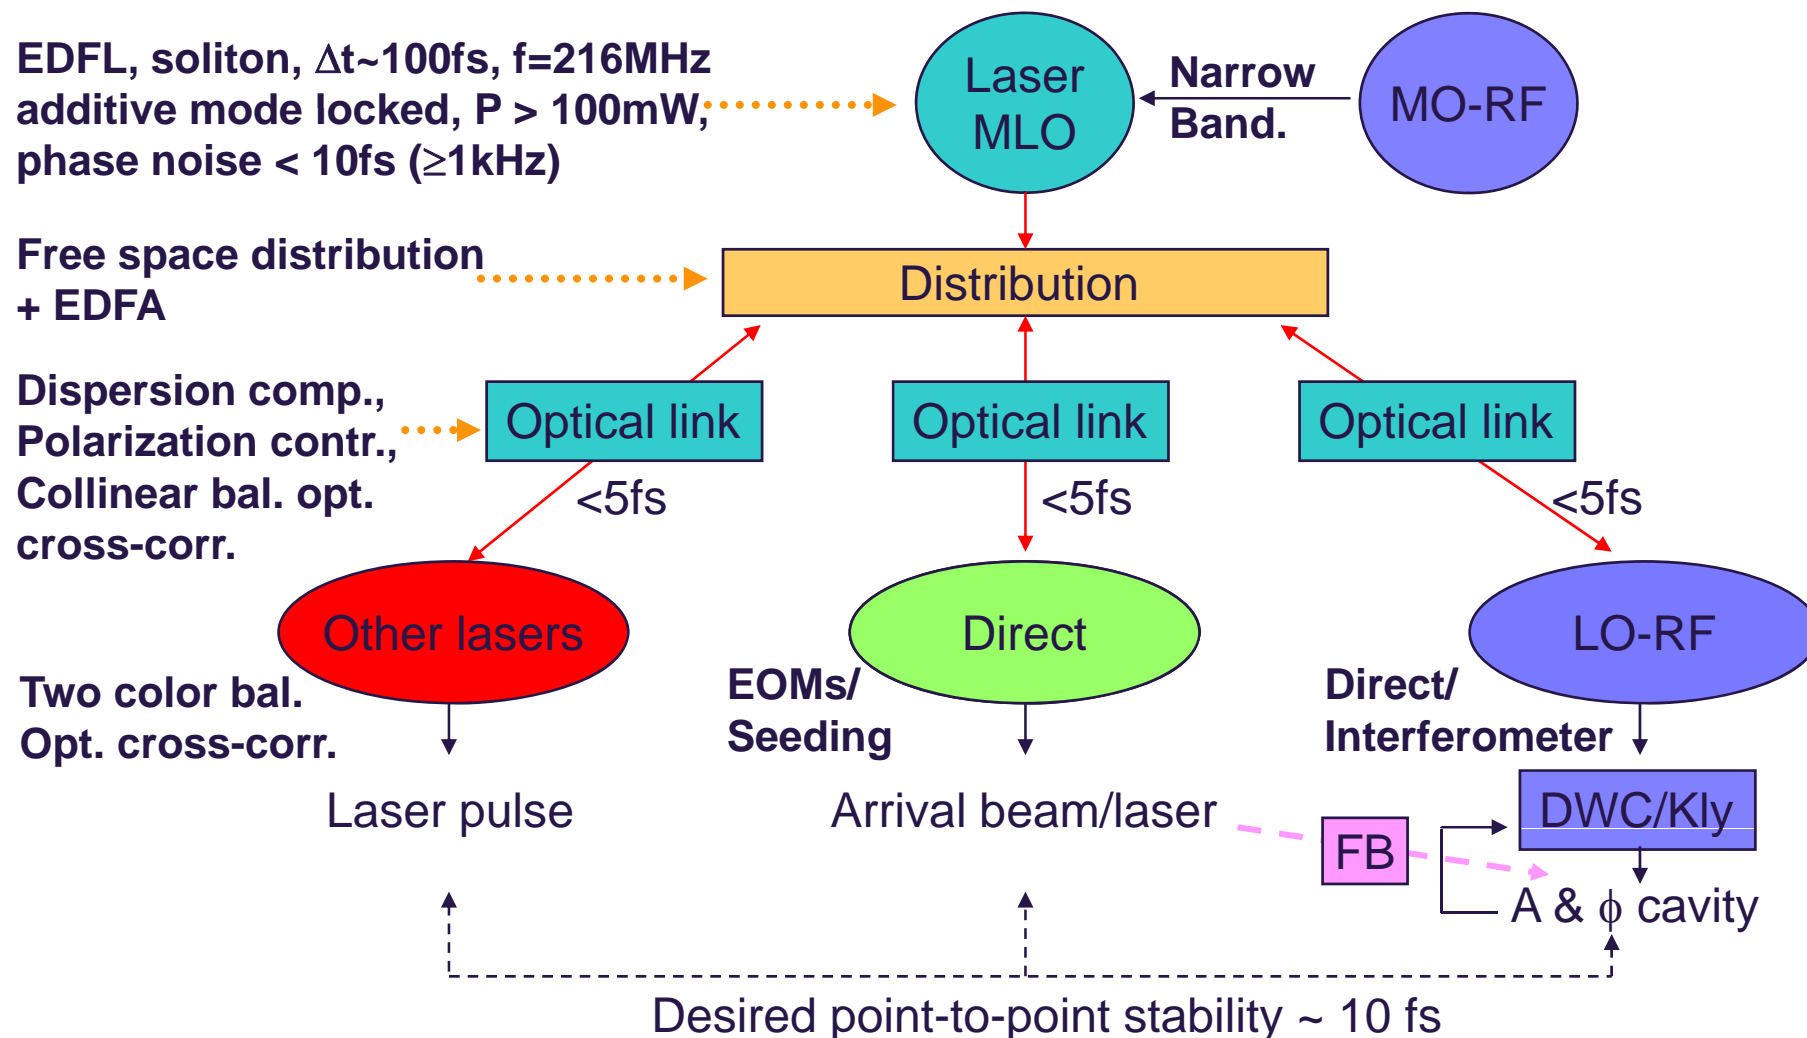 EDFL, soliton, Δt~100fs, f=216MHz
additive mode locked, P > 100mW,
phase noise < 10fs (≥1kHz)
Laser
MLO
Narrow
Band.
MO-RF
Free space distribution
+ EDFA
Distribution
Dispersion comp.,
Polarization contr.,
Collinear bal. opt.
cross-corr.
Optical link
Optical link
Optical link
<5fs
<5fs
<5fs
Other lasers
Direct
LO-RF
Two color bal.
Opt. cross-corr.
EOMs/
Seeding
Direct/
Interferometer
Laser pulse
Arrival beam/laser
FB
DWC/Kly
A & ϕ cavity
Desired point-to-point stability ~ 10 fs